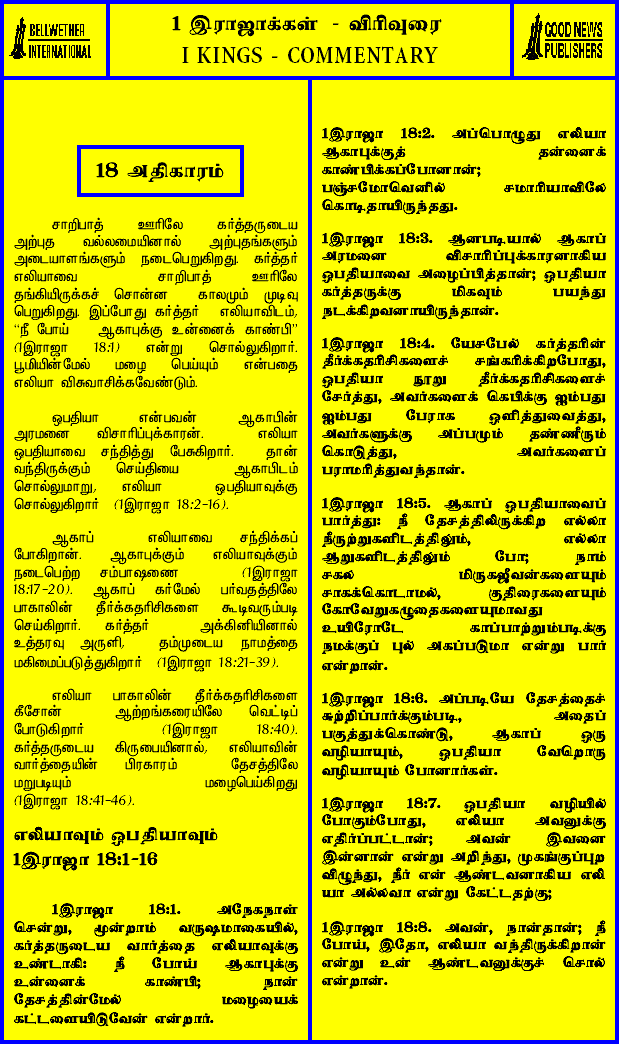 BELLWETHER
INTERNATIONAL
1 இராஜாக்கள் - விரிவுரை
I KINGS - COMMENTARY
GOOD NEWS
PUBLISHERS
18 அதிகாரம்
சாறிபாத் ஊரிலே கர்த்தருடைய
அற்புத வல்லமையினால் அற்புதங்களும்
அடையாளங்களும் நடைபெறுகிறது. கர்த்தர்
எலியாவை சாறிபாத் ஊரிலே
தங்கியிருக்கச் சொன்ன காலமும் முடிவு
பெறுகிறது. இப்போது கர்த்தர் எலியாவிடம்,
“நீ போய் ஆகாபுக்கு உன்னைக் காண்பி”
(1இராஜா 18:1) என்று சொல்லுகிறார்.
பூமியின்மேல் மழை பெய்யும் என்பதை
எலியா விசுவாசிக்கவேண்டும்.
ஒபதியா என்பவன் ஆகாபின்
அரமனை விசாரிப்புக்காரன். எலியா
ஒபதியாவை சந்தித்து பேசுகிறார். தான்
வந்திருக்கும் செய்தியை ஆகாபிடம்
சொல்லுமாறு, எலியா ஒபதியாவுக்கு
சொல்லுகிறார் (1இராஜா 18:2-16).
ஆகாப் எலியாவை சந்திக்கப்
போகிறான். ஆகாபுக்கும் எலியாவுக்கும்
நடைபெற்ற சம்பாஷணை (1இராஜா
18:17-20). ஆகாப் கர்மேல் பர்வதத்திலே
பாகாலின் தீர்க்கதரிசிகளை கூடிவரும்படி
செய்கிறார். கர்த்தர் அக்கினியினால்
உத்தரவு அருளி, தம்முடைய நாமத்தை
மகிமைப்படுத்துகிறார் (1இராஜா 18:21-39).
எலியா பாகாலின் தீர்க்கதரிசிகளை
கீசோன் ஆற்றங்கரையிலே வெட்டிப்
போடுகிறார் (1இராஜா 18:40).
கர்த்தருடைய கிருபையினால், எலியாவின்
வார்த்தையின் பிரகாரம் தேசத்திலே
மறுபடியும் மழைபெய்கிறது
(1இராஜா 18:41-46).
எலியாவும் ஒபதியாவும்
1இராஜா 18:1-16
1இராஜா 18:1. அநேகநாள்
சென்று, மூன்றாம் வருஷமாகையில்,
கர்த்தருடைய வார்த்தை எலியாவுக்கு
உண்டாகி: நீ போய் ஆகாபுக்கு
உன்னைக் காண்பி; நான்
தேசத்தின்மேல் மழையைக்
கட்டளையிடுவேன் என்றார்.
1இராஜா 18:2. அப்பொழுது எலியா
ஆகாபுக்குத் தன்னைக்
காண்பிக்கப்போனான்;
பஞ்சமோவெனில் சமாரியாவிலே
கொடிதாயிருந்தது.
1இராஜா 18:3. ஆனபடியால் ஆகாப்
அரமனை விசாரிப்புக்காரனாகிய
ஒபதியாவை அழைப்பித்தான்; ஒபதியா
கர்த்தருக்கு மிகவும் பயந்து
நடக்கிறவனாயிருந்தான்.
1இராஜா 18:4. யேசபேல் கர்த்தரின்
தீர்க்கதரிசிகளைச் சங்கரிக்கிறபோது,
ஒபதியா நூறு தீர்க்கதரிசிகளைச்
சேர்த்து, அவர்களைக் கெபிக்கு ஐம்பது
ஐம்பது பேராக ஒளித்துவைத்து,
அவர்களுக்கு அப்பமும் தண்ணீரும்
கொடுத்து, அவர்களைப்
பராமரித்துவந்தான்.
1இராஜா 18:5. ஆகாப் ஒபதியாவைப்
பார்த்து: நீ தேசத்திலிருக்கிற எல்லா
நீரூற்றுகளிடத்திலும், எல்லா
ஆறுகளிடத்திலும் போ; நாம்
சகல மிருகஜீவன்களையும்
சாகக்கொடாமல், குதிரைகளையும்
கோவேறுகழுதைகளையுமாவது
உயிரோடே காப்பாற்றும்படிக்கு
நமக்குப் புல் அகப்படுமா என்று பார்
என்றான்.
1இராஜா 18:6. அப்படியே தேசத்தைச்
சுற்றிப்பார்க்கும்படி, அதைப்
பகுத்துக்கொண்டு, ஆகாப் ஒரு
வழியாயும், ஒபதியா வேறொரு
வழியாயும் போனார்கள்.
1இராஜா 18:7. ஒபதியா வழியில்
போகும்போது, எலியா அவனுக்கு
எதிர்ப்பட்டான்; அவன் இவனை
இன்னான் என்று அறிந்து, முகங்குப்புற
விழுந்து, நீர் என் ஆண்டவனாகிய எலி
யா அல்லவா என்று கேட்டதற்கு;
1இராஜா 18:8. அவன், நான்தான்; நீ
போய், இதோ, எலியா வந்திருக்கிறான்
என்று உன் ஆண்டவனுக்குச் சொல்
என்றான்.